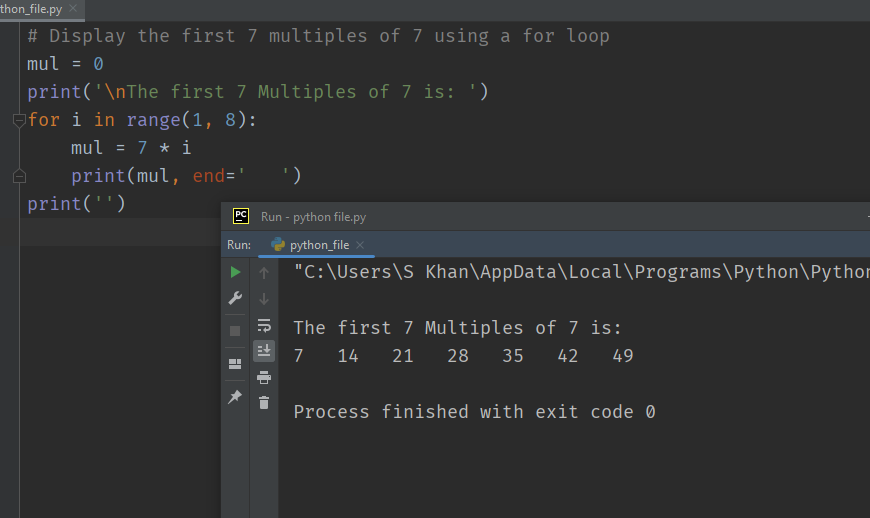 thon_file.py
# Display the first 7 multiples of 7 using a for loop
mul = 0
print('\nThe first 7 Multiples of 7 is: ')
for i in range(1, 8):
    mul = 7 * i
    print(mul, end='   ')
print('')
PC Run - python file.py
Run: python_file
"C:\Users\S Khan\AppData\Local\Programs\Python\Python
The first 7 Multiples of 7 is:
7   14   21   28   35   42   49
Process finished with exit code 0